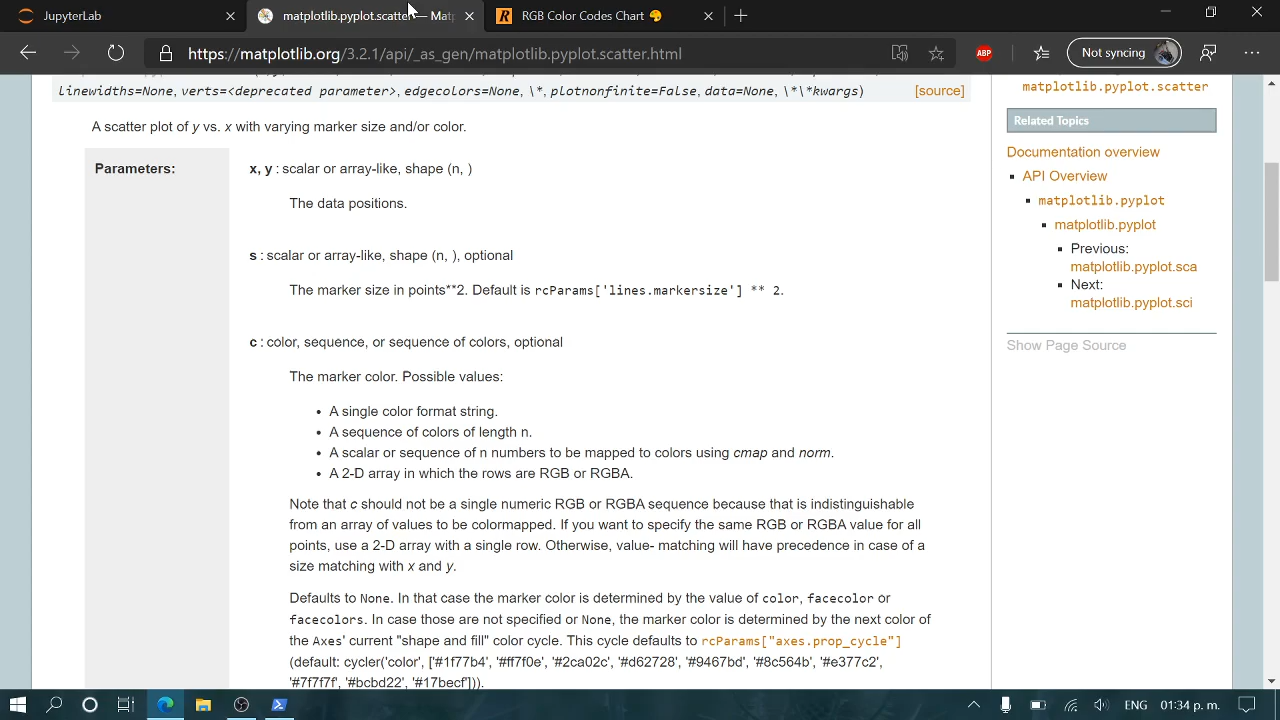 JupyterLab
matplotlib.pyplot.scatter — Mat
RGB Color Codes Chart
https://matplotlib.org/3.2.1/api/_as_gen/matplotlib.pyplot.scatter.html
ABP
Not syncing
linewidths=None, verts=<deprecated parameter>, edgecolors=None, \*, plotnonfinite=False, data=None, \*\*kwargs)
[source]
A scatter plot of y vs. x with varying marker size and/or color.
Parameters:
x, y : scalar or array-like, shape (n, )
The data positions.
s : scalar or array-like, shape (n, ), optional
The marker size in points**2. Default is rcParams['lines.markersize'] ** 2.
c : color, sequence, or sequence of colors, optional
The marker color. Possible values:
• A single color format string.
• A sequence of colors of length n.
• A scalar or sequence of n numbers to be mapped to colors using cmap and norm.
• A 2-D array in which the rows are RGB or RGBA.
Note that c should not be a single numeric RGB or RGBA sequence because that is indistinguishable
from an array of values to be colormapped. If you want to specify the same RGB or RGBA value for all
points, use a 2-D array with a single row. Otherwise, value- matching will have precedence in case of a
size matching with x and y.
Defaults to None. In that case the marker color is determined by the value of color, facecolor or
facecolors. In case those are not specified or None, the marker color is determined by the next color of
the Axes' current "shape and fill" color cycle. This cycle defaults to rcParams["axes.prop_cycle"]
(default: cycler('color', ['#1f77b4', '#ff7f0e', '#2ca02c', '#d62728', '#9467bd', '#8c564b', '#e377c2',
'#7f7f7f', '#bcbd22', '#17becf'])).
matplotlib.pyplot.scatter
Related Topics
Documentation overview
API Overview
matplotlib.pyplot
matplotlib.pyplot
Previous:
matplotlib.pyplot.sca
Next:
matplotlib.pyplot.sci
Show Page Source
ENG
01:34 p. m.